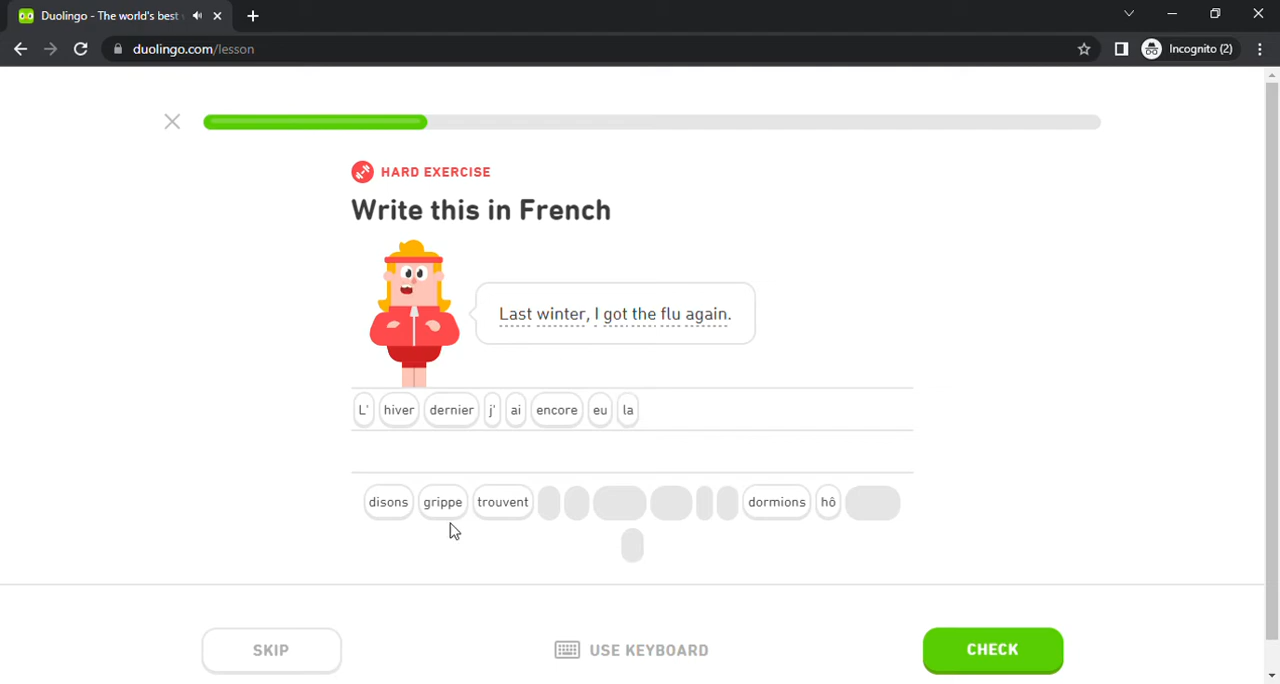 Duolingo - The world's best
duolingo.com/lesson
Incognito (2)
HARD EXERCISE
Write this in French
Last winter, I got the flu again.
L' hiver dernier j' ai encore eu la
disons grippe trouvent dormions hô
SKIP
USE KEYBOARD
CHECK